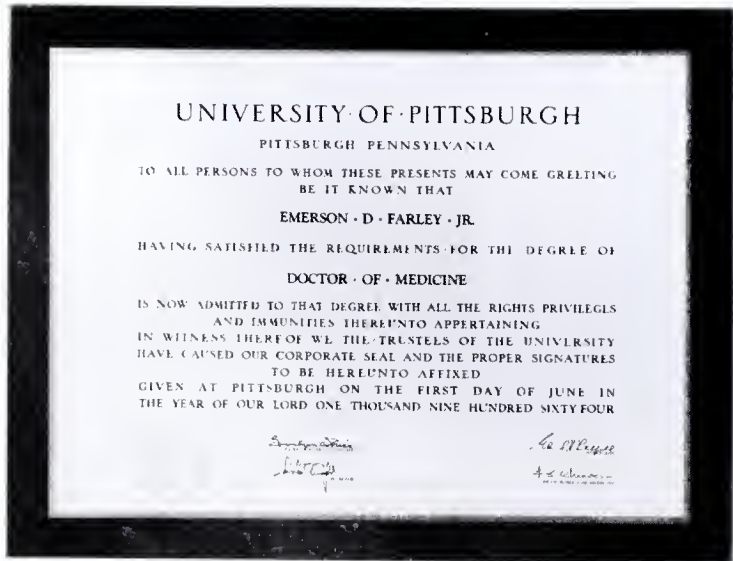 UNIVERSITY·OF·PITTSBURGH
PITTSBURGH PENNSYLVANIA
TO ALL PERSONS TO WHOM THESE PRESENTS MAY COME GREETING
BE IT KNOWN THAT
EMERSON · D · FARLEY · JR.
HAVING SATISFIED THE REQUIREMENTS FOR THE DEGREE OF
DOCTOR · OF · MEDICINE
IS NOW ADMITTED TO THAT DEGREE WITH ALL THE RIGHTS PRIVILEGES
AND IMMUNITIES THEREUNTO APPERTAINING
IN WITNESS THEREOF WE THE TRUSTEES OF THE UNIVERSITY
HAVE CAUSED OUR CORPORATE SEAL AND THE PROPER SIGNATURES
TO BE HEREUNTO AFFIXED
GIVEN AT PITTSBURGH ON THE FIRST DAY OF JUNE IN
THE YEAR OF OUR LORD ONE THOUSAND NINE HUNDRED SIXTY FOUR